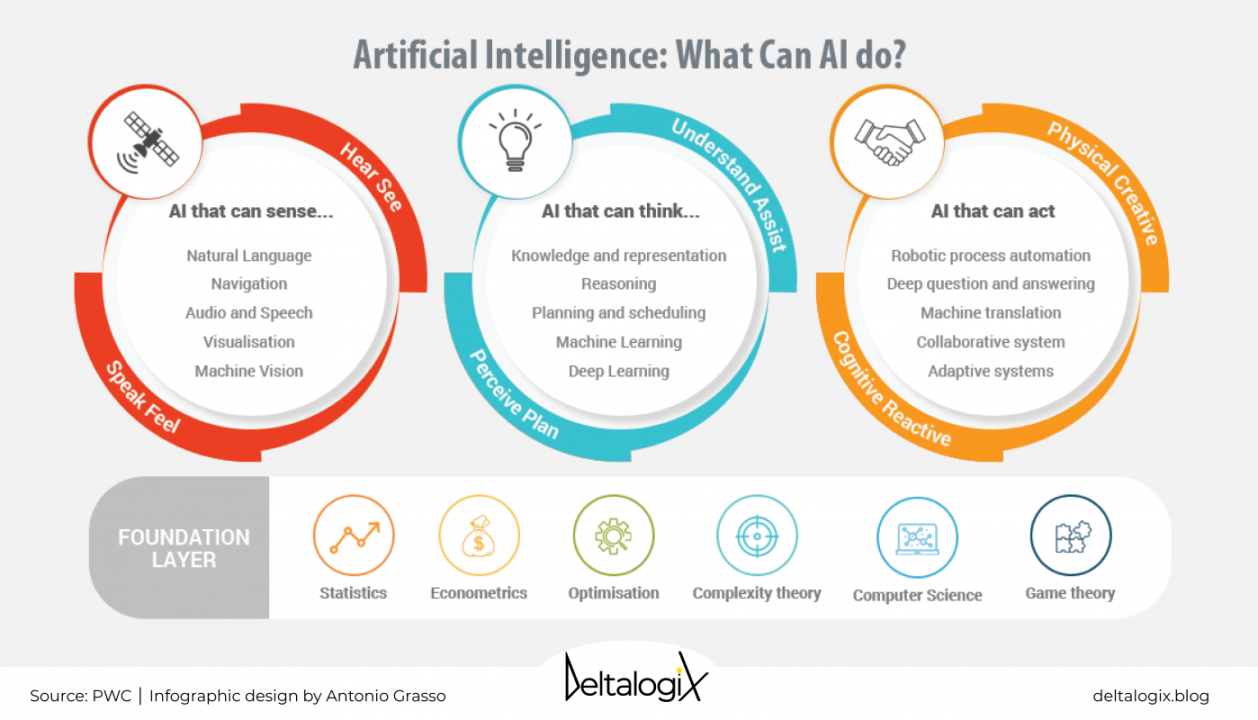 Artificial Intelligence: What Can AI do?
Hear See
AI that can sense...
Natural Language
Navigation
Audio and Speech
Visualisation
Machine Vision
Speak Feel
Understand Assist
AI that can think...
Knowledge and representation
Reasoning
Planning and scheduling
Machine Learning
Deep Learning
Perceive Plan
Physical Creative
AI that can act
Robotic process automation
Deep question and answering
Machine translation
Collaborative system
Adaptive systems
Cognitive Reactive
FOUNDATION
LAYER
$
Statistics
Econometrics
Optimisation
Complexity theory
Computer Science
Game theory
Source: PWC | Infographic design by Antonio Grasso
DeltalogiX
deltalogix.blog